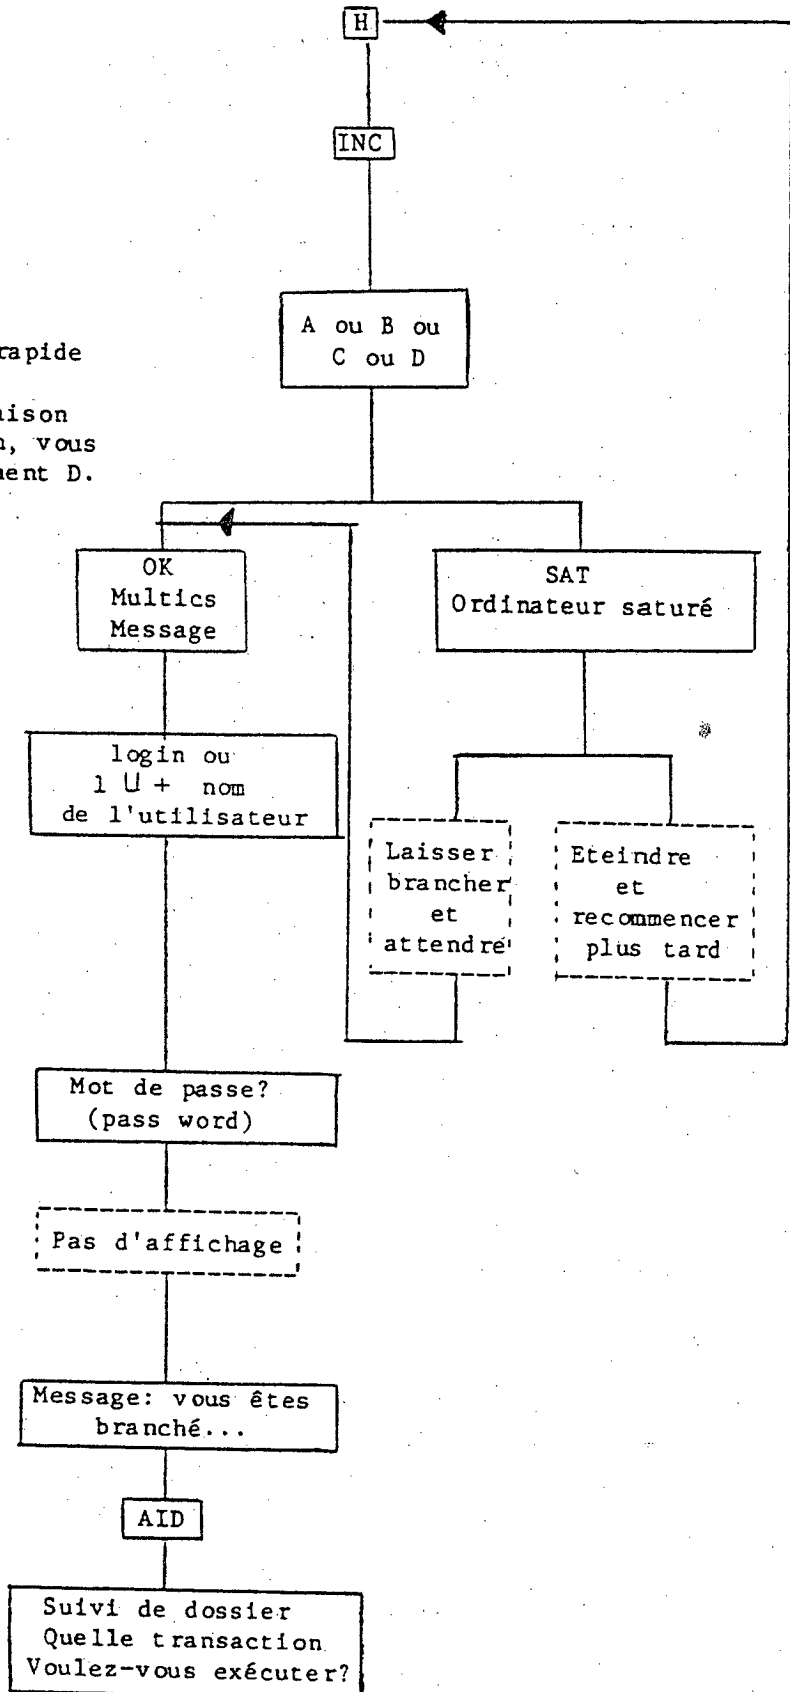 H
INC
A ou B ou
C ou D
rapide
aison
n, vous
ment D.
OK
Multics
Message
SAT
Ordinateur saturé
login ou
l U + nom
de l'utilisateur
Laisser
brancher
et
attendre
Eteindre
et
recommencer
plus tard
Mot de passe?
(pass word)
Pas d'affichage
Message: vous êtes
branché...
AID
Suivi de dossier
Quelle transaction
Voulez-vous exécuter?